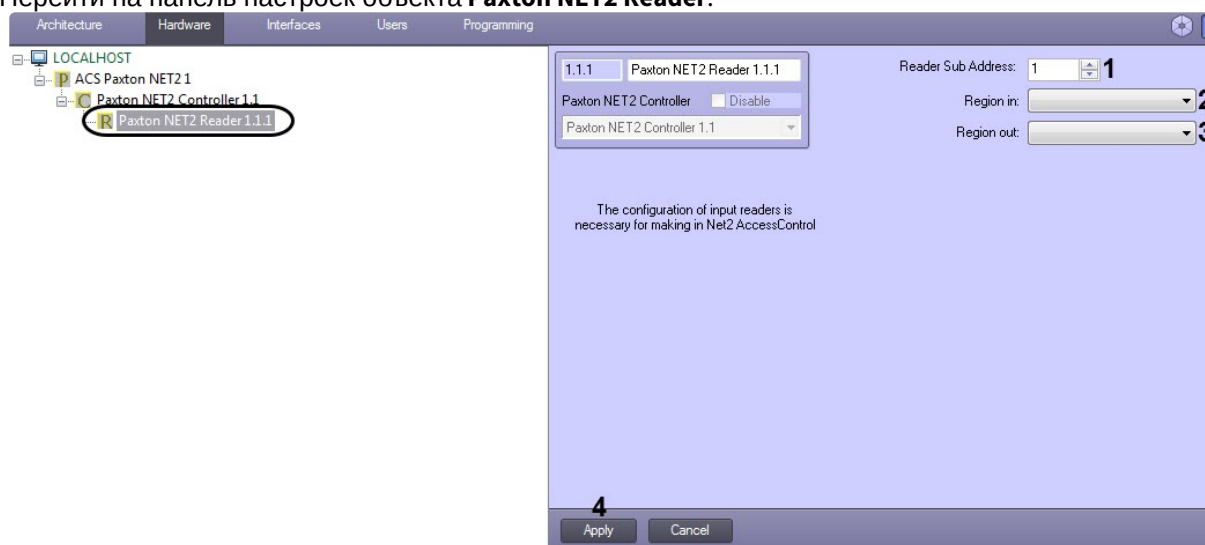 Перейти на панель настроек объекта Paxton NET2 Reader.
Architecture Hardware Interfaces Users Programming
LOCALHOST
P ACS Paxton NET2 1
C Paxton NET2 Controller 1.1
R Paxton NET2 Reader 1.1.1
1.1.1 Paxton NET2 Reader 1.1.1
Paxton NET2 Controller Disable
Paxton NET2 Controller 1.1
Reader Sub Address: 1 1
Region in: 2
Region out: 3
The configuration of input readers is
necessary for making in Net2 AccessControl
4
Apply Cancel